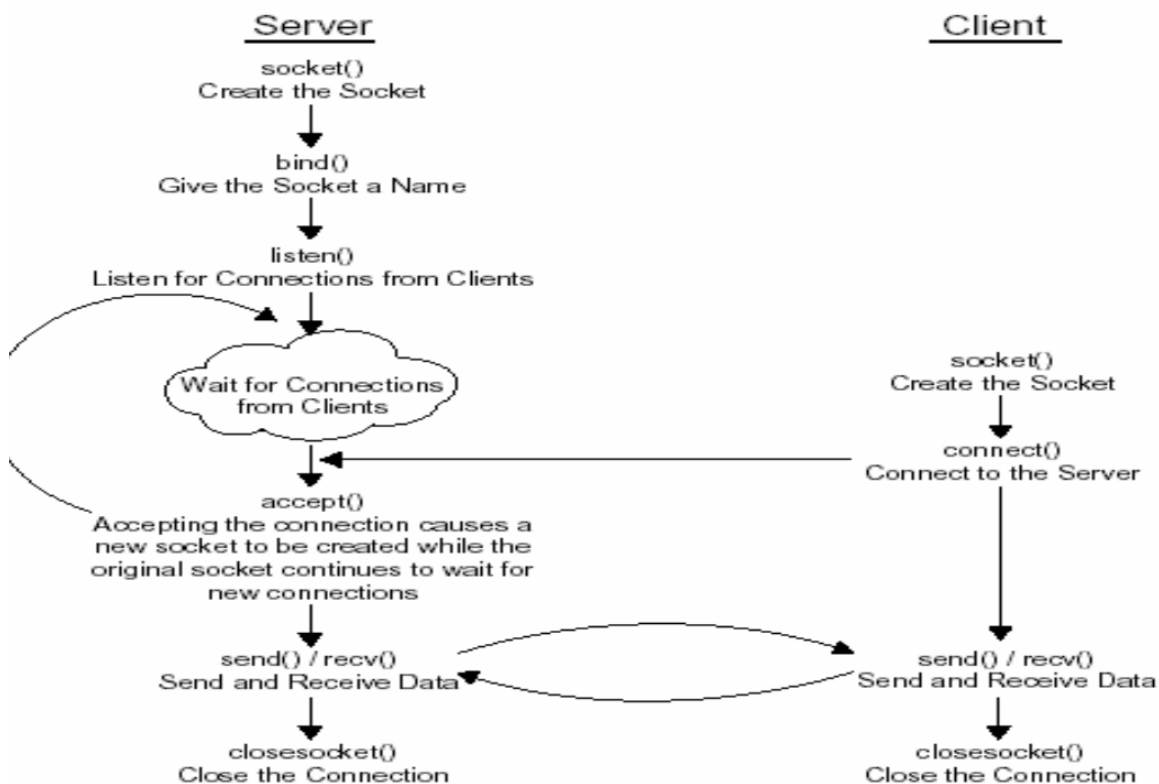 Server
socket()
Create the Socket
bind()
Give the Socket a Name
listen()
Listen for Connections from Clients
Wait for Connections
from Clients
accept()
Accepting the connection causes a
new socket to be created while the
original socket continues to wait for
new connections
send() / recv()
Send and Receive Data
closesocket()
Close the Connection
Client
socket()
Create the Socket
connect()
Connect to the Server
send() / recv()
Send and Receive Data
closesocket()
Close the Connection